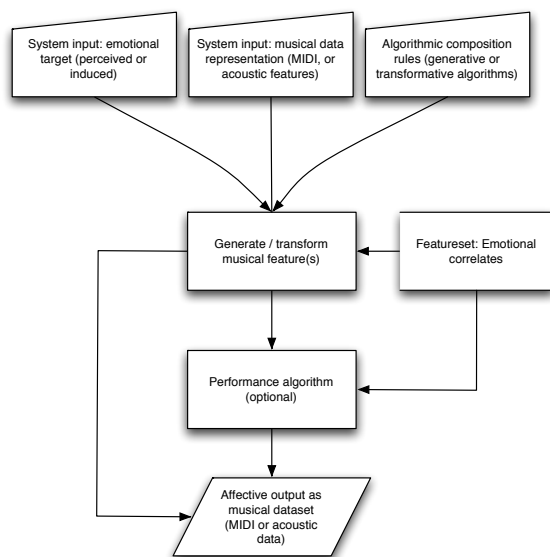 System input: emotional
target (perceived or
induced)
System input: musical data
representation (MIDI, or
acoustic features)
Algorithmic composition
rules (generative or
transformative algorithms)
Generate / transform
musical feature(s)
Featureset: Emotional
correlates
Performance algorithm
(optional)
Affective output as
musical dataset
(MIDI or acoustic
data)